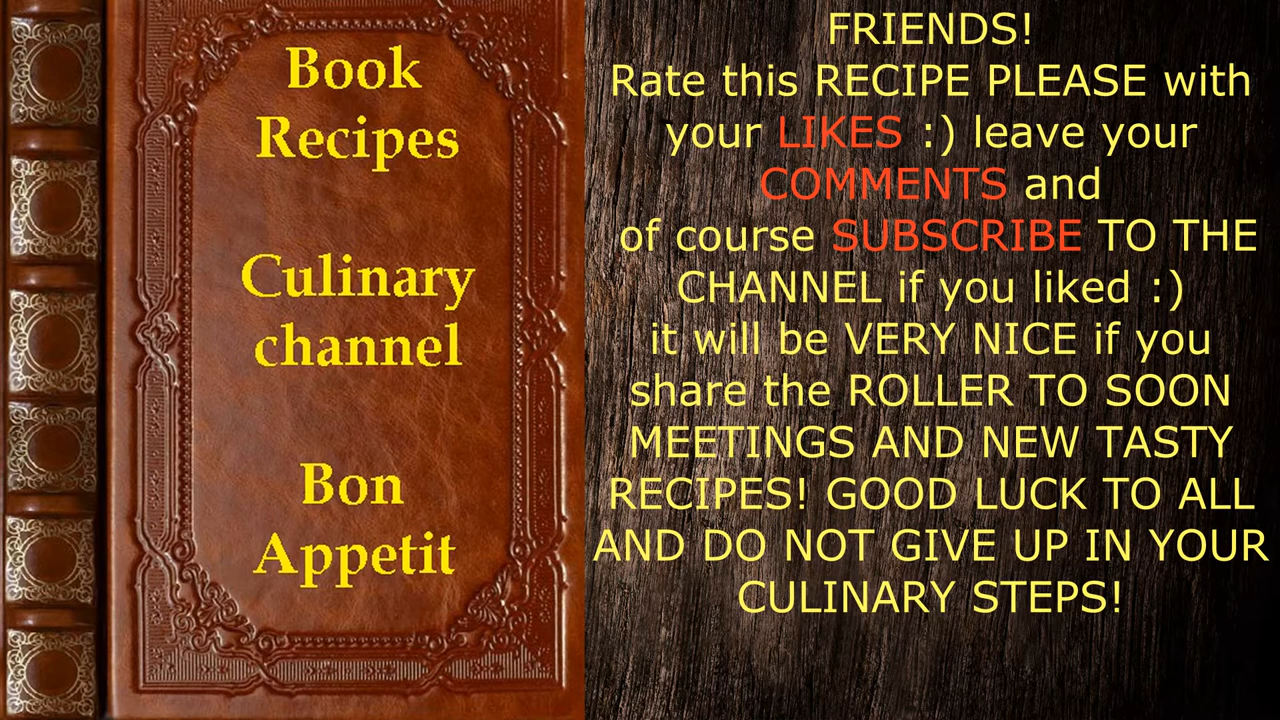 Book
Recipes
Culinary
channel
Bon
Appetit
FRIENDS!
Rate this RECIPE PLEASE with
your LIKES :) leave your
COMMENTS and
of course SUBSCRIBE TO THE
CHANNEL if you liked :)
it will be VERY NICE if you
share the ROLLER TO SOON
MEETINGS AND NEW TASTY
RECIPES! GOOD LUCK TO ALL
AND DO NOT GIVE UP IN YOUR
CULINARY STEPS!